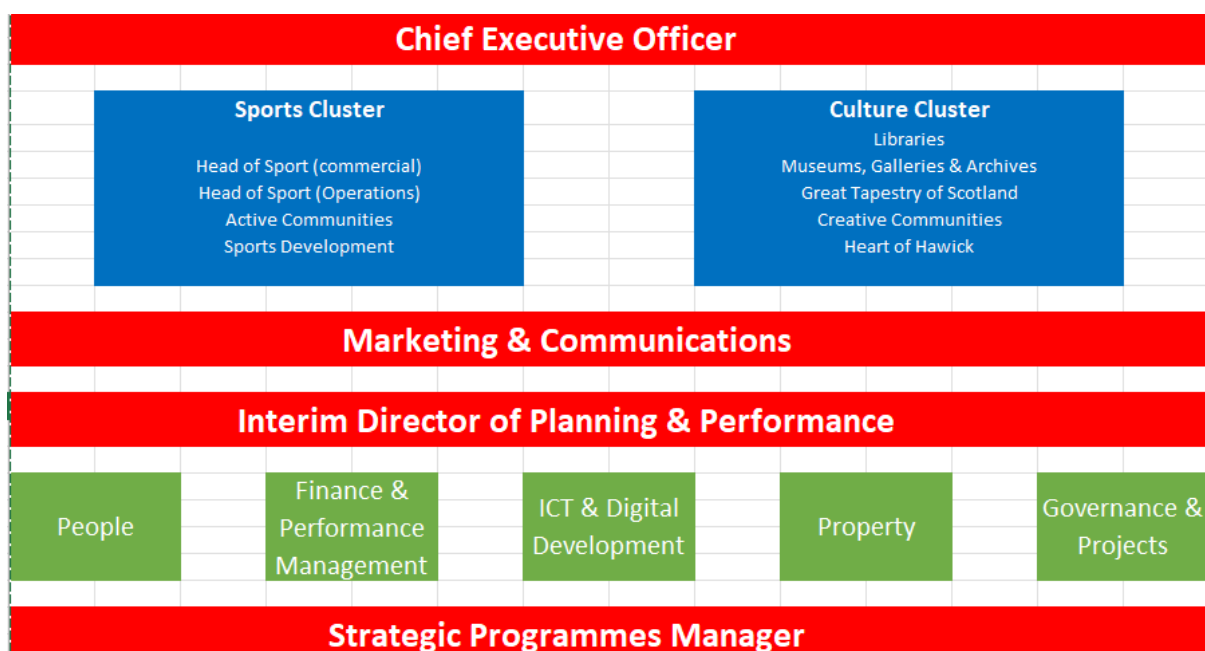 Chief Executive Officer
Sports Cluster
Head of Sport (commercial)
Head of Sport (Operations)
Active Communities
Sports Development
Culture Cluster
Libraries
Museums, Galleries & Archives
Great Tapestry of Scotland
Creative Communities
Heart of Hawick
Marketing & Communications
Interim Director of Planning & Performance
People
Finance &
Performance
Management
ICT & Digital
Development
Property
Governance &
Projects
Strategic Programmes Manager